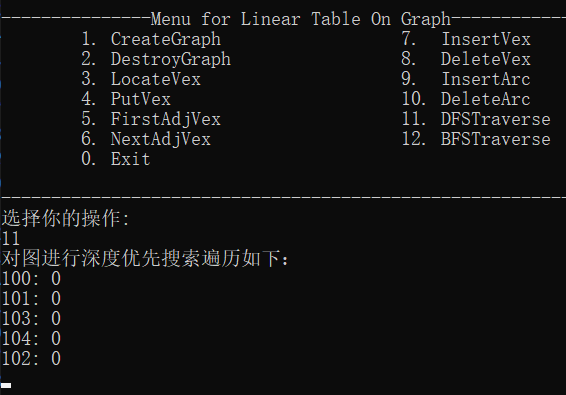 ---------------Menu for Linear Table On Graph------------
1. CreateGraph 7. InsertVex
2. DestroyGraph 8. DeleteVex
3. LocateVex 9. InsertArc
4. PutVex 10. DeleteArc
5. FirstAdjVex 11. DFSTraverse
6. NextAdjVex 12. BFSTraverse
0. Exit
---------------------------------------------------------
选择你的操作:
11
对图进行深度优先搜索遍历如下：
100: 0
101: 0
103: 0
104: 0
102: 0